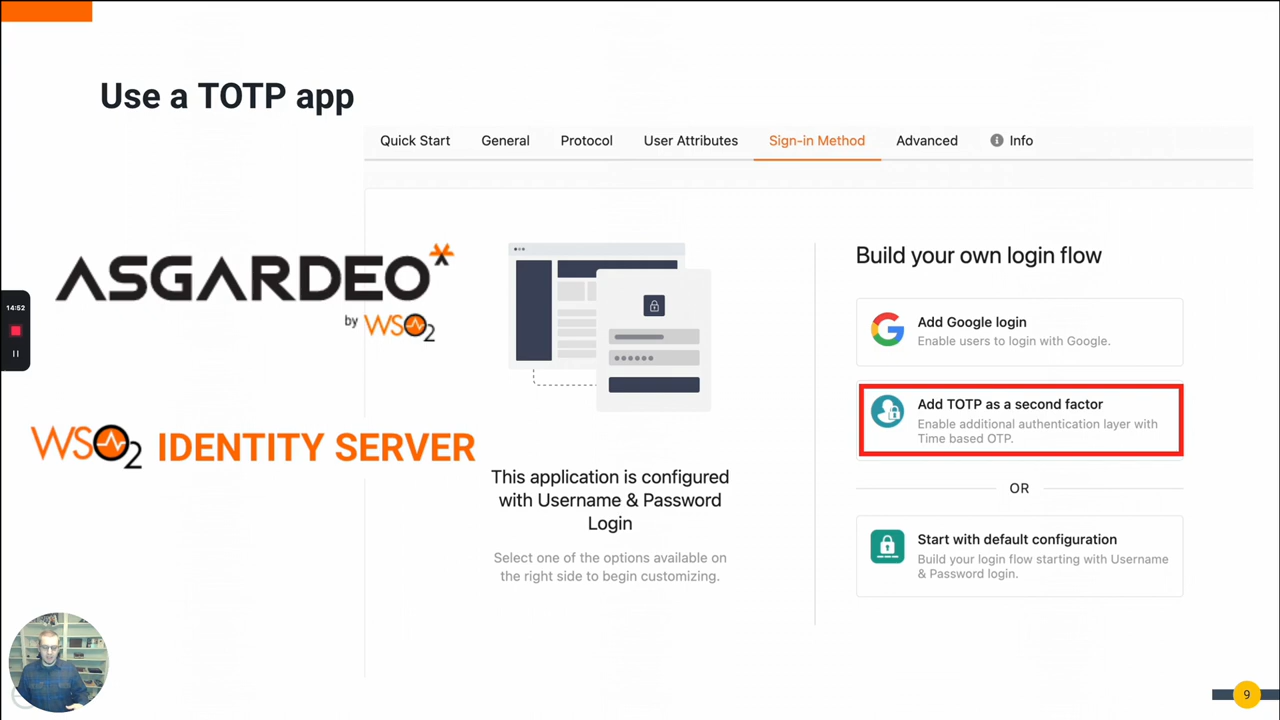 Use a TOTP app
Quick Start General Protocol User Attributes Sign-in Method Advanced Info
ASGARDEO
by WSO2
WSO2 IDENTITY SERVER
14:52
This application is configured
with Username & Password
Login
Select one of the options available on
the right side to begin customizing.
Build your own login flow
Add Google login
Enable users to login with Google.
Add TOTP as a second factor
Enable additional authentication layer with
Time based OTP.
OR
Start with default configuration
Build your login flow starting with Username
& Password login.
9